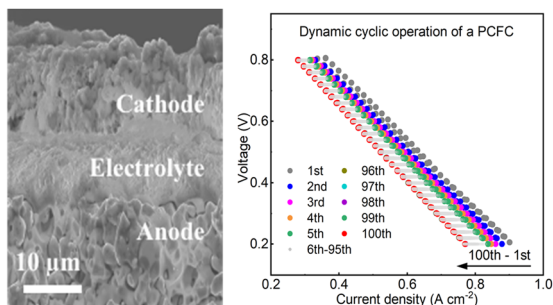 Cathode
Electrolyte
Anode
10 µm
Dynamic cyclic operation of a PCFC
Voltage (V)
0.8
0.6
0.4
0.2
1st 96th
2nd 97th
3rd 98th
4th 99th
5th 100th
6th-95th
100th - 1st
0.2 0.4 0.6 0.8 1.0
Current density (A cm⁻²)